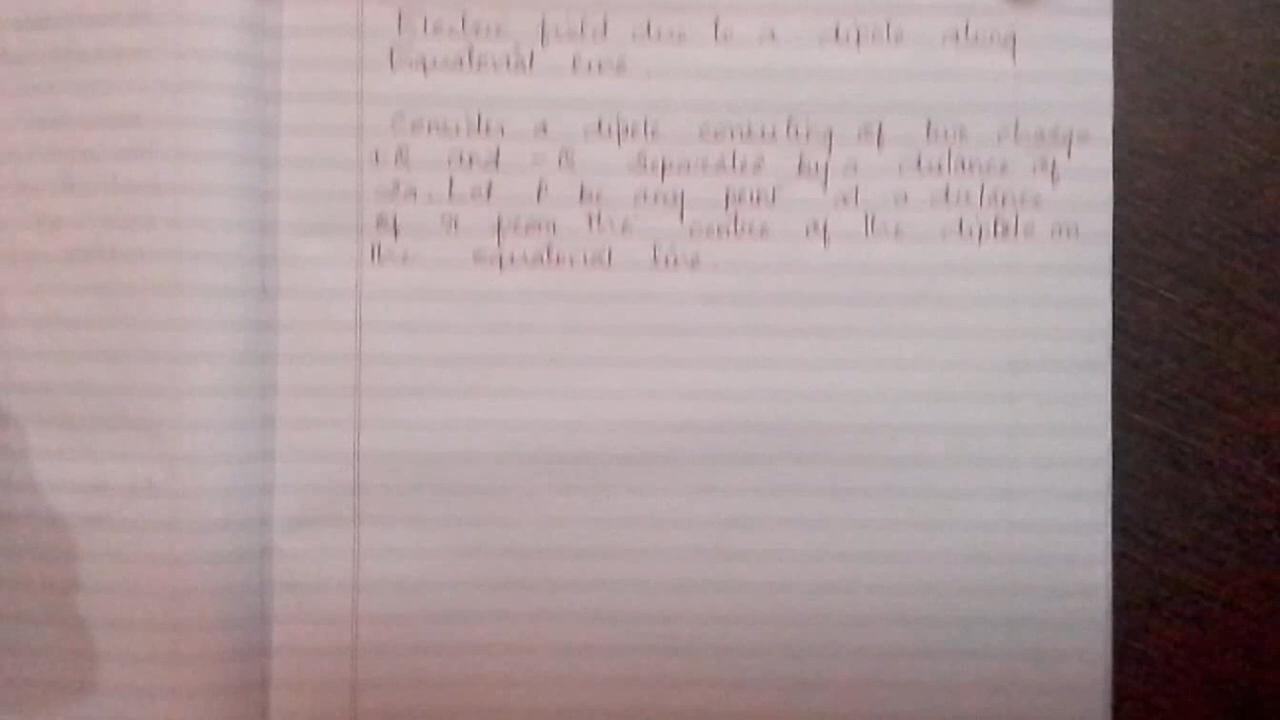 Electric field due to a dipole along
Equatorial line.
Consider a dipole consisting of two charge
+Q and -Q separated by a distance of
2a. Let P be any point at a distance
of r from the centre of the dipole on
the equatorial line.